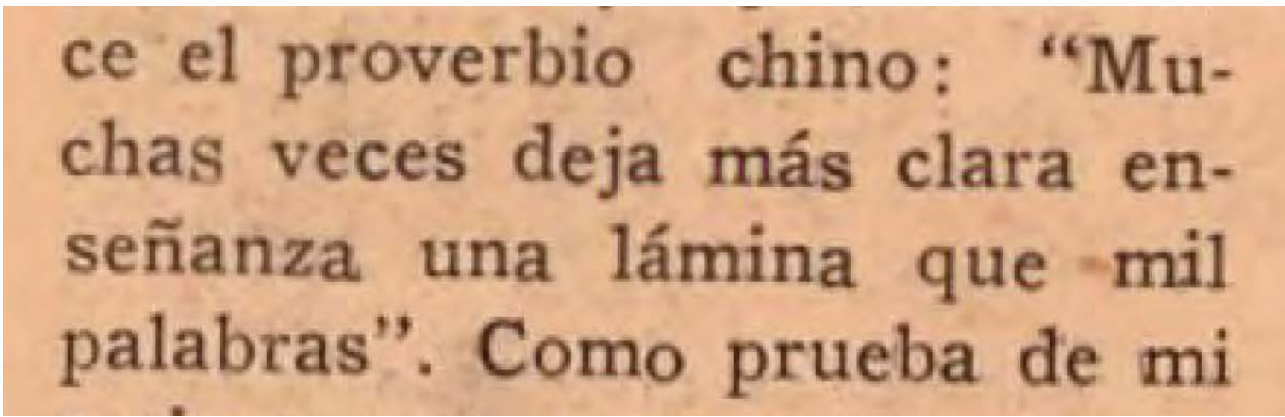 ce el proverbio chino: “Mu-
chas veces deja más clara en-
señanza una lámina que mil
palabras”. Como prueba de mi